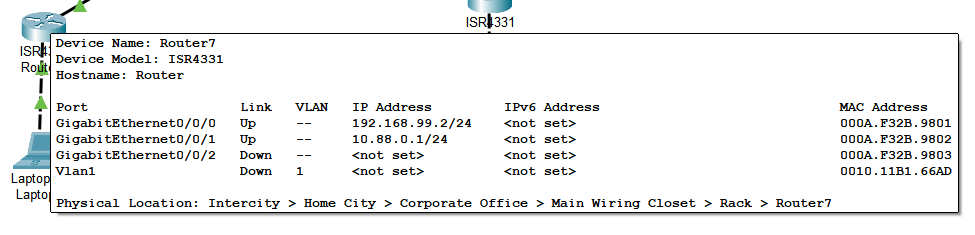 ISR4331
ISR4
Route
Device Name: Router7
Device Model: ISR4331
Hostname: Router
Port Link VLAN IP Address IPv6 Address MAC Address
GigabitEthernet0/0/0 Up -- 192.168.99.2/24 <not set> 000A.F32B.9801
GigabitEthernet0/0/1 Up -- 10.88.0.1/24 <not set> 000A.F32B.9802
GigabitEthernet0/0/2 Down -- <not set> <not set> 000A.F32B.9803
Vlan1 Down 1 <not set> <not set> 0010.11B1.66AD
Physical Location: Intercity > Home City > Corporate Office > Main Wiring Closet > Rack > Router7
Laptop
Laptop